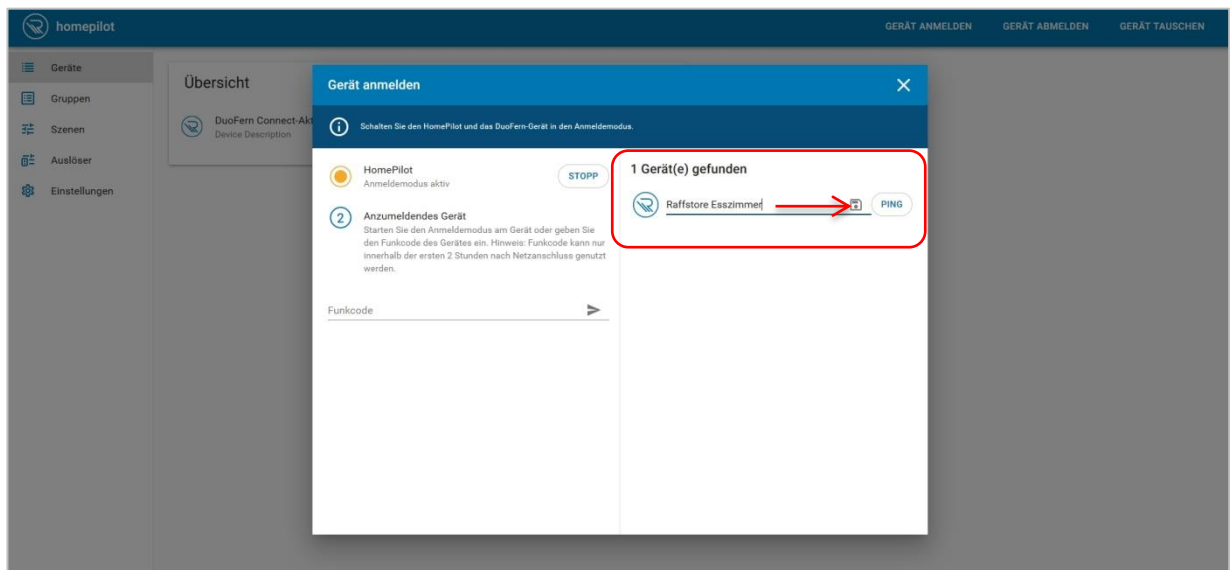 homepilot
GERÄT ANMELDEN
GERÄT ABMELDEN
GERÄT TAUSCHEN
Geräte
Gruppen
Szenen
Auslöser
Einstellungen
Übersicht
DuoFern Connect-Akt
Device Description
Gerät anmelden
Schalten Sie den HomePilot und das DuoFern-Gerät in den Anmeldemodus.
HomePilot
Anmeldemodus aktiv
STOPP
2
Anzumeldendes Gerät
Starten Sie den Anmeldemodus am Gerät oder geben Sie
den Funkcode des Gerätes ein. Hinweis: Funkcode kann nur
innerhalb der ersten 2 Stunden nach Netzanschluss genutzt
werden.
Funkcode
1 Gerät(e) gefunden
Raffstore Esszimmer
PING